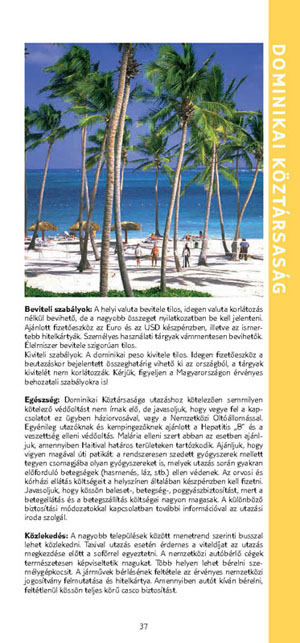 DOMINIKAI KÖZTÁRSASÁG
Beviteli szabályok: A helyi valuta bevitele tilos, idegen valuta korlátozás
nélkül bevihető, de a nagyobb összeget nyilatkozatban be kell jelenteni.
Ajánlott fizetőeszköz az Euro és az USD készpénzben, illetve az ismer-
tebb hitelkártyák. Személyes használati tárgyak vámmentesen bevihetők.
Élelmiszer bevitele szigorúan tilos.
Kiviteli szabályok: A dominikai peso kivitele tilos. Idegen fizetőeszköz a
beutazáskor bejelentett összeghatárig vihető ki az országból, a tárgyak
kivitelét nem korlátozzák. Kérjük, figyeljen a Magyarországon érvényes
behozatali szabályokra is!
Egészség: Dominikai Köztársasága utazáshoz kötelezően semmilyen
kötelező védőoltást nem írnak elő, de javasoljuk, hogy vegye fel a kap-
csolatot az ügyben háziorvosával, vagy a Nemzetközi Oltóállomással.
Egyénileg utazóknak és kempingezőknek ajánlott a Hepatitis „B" és a
veszettség elleni védőoltás. Malária elleni szert abban az esetben ajánl-
juk, amennyiben Haitivel határos területeken tartózkodik. Ajánljuk, hogy
vigyen magával úti patikát: a rendszeresen szedett gyógyszerek mellett
tegyen csomagjába olyan gyógyszereket is, melyek utazás során gyakran
előforduló betegségek (hasmenés, láz, stb.) ellen védenek. Az orvosi és
kórházi ellátás költségeit a helyszínen általában készpénzben kell fizetni.
Javasoljuk, hogy kössön baleset-, betegség-, poggyászbiztosítást, mert a
betegellátás és a betegszállítás költségei nagyon magasak. A különböző
biztosítási módozatokkal kapcsolatban további információval az utazási
iroda szolgál.
Közlekedés: A nagyobb települések között menetrend szerinti busszal
lehet közlekedni. Taxival utazás esetén érdemes a viteldíjat az utazás
megkezdése előtt a sofőrrel egyeztetni. A nemzetközi autóbérlő cégek
természetesen képviseltetik magukat. Több helyen lehet bérelni sze-
mélygépkocsit. A járművek bérlésének feltétele az érvényes nemzetközi
jogosítvány felmutatása és hitelkártya. Amennyiben autót kíván bérelni,
feltétlenül kössön teljes körű casco biztosítást.
37